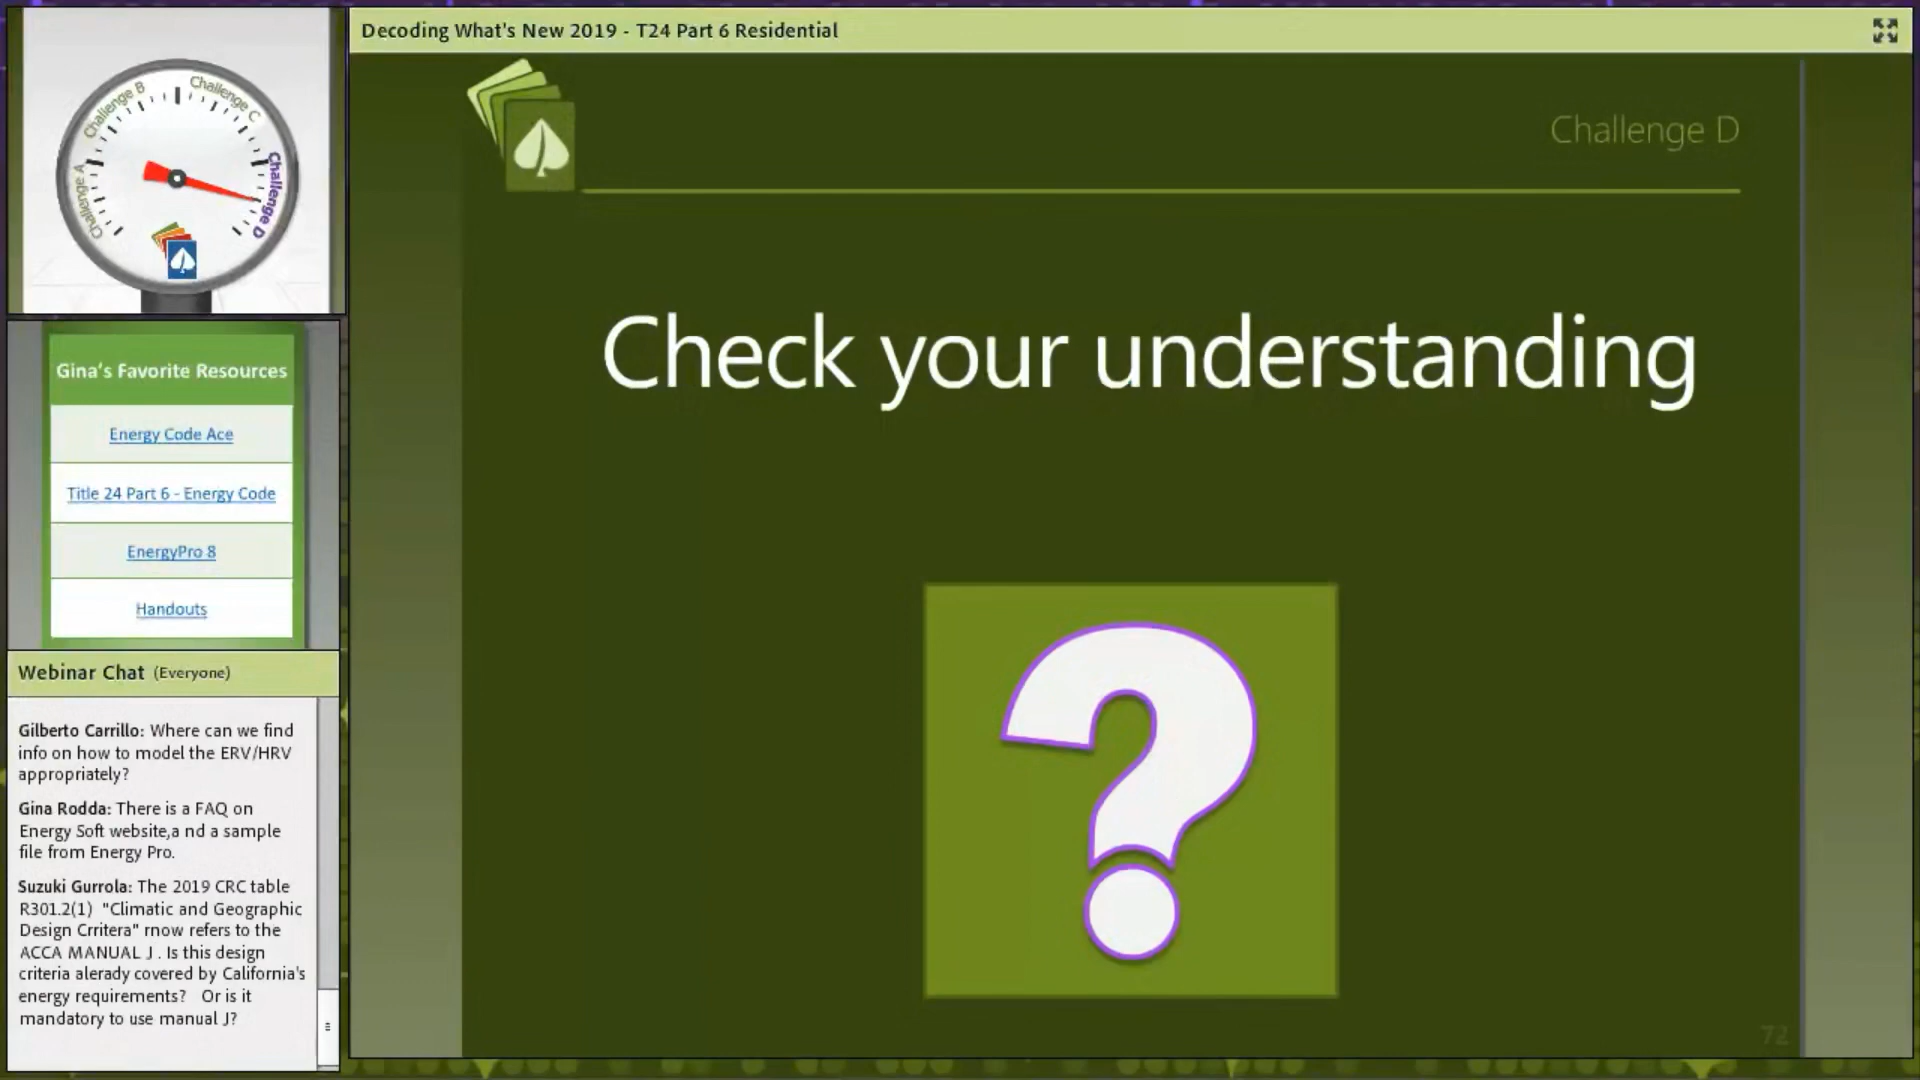 Decoding What's New 2019 - T24 Part 6 Residential
Challenge A
Challenge B
Challenge C
Challenge D
Challenge D
Check your understanding
?
72
Gina's Favorite Resources
Energy Code Ace
Title 24 Part 6 - Energy Code
EnergyPro 8
Handouts
Webinar Chat (Everyone)
Gilberto Carrillo: Where can we find
info on how to model the ERV/HRV
appropriately?
Gina Rodda: There is a FAQ on
Energy Soft website,a nd a sample
file from Energy Pro.
Suzuki Gurrola: The 2019 CRC table
R301.2(1) "Climatic and Geographic
Design Crritera" rnow refers to the
ACCA MANUAL J . Is this design
criteria alerady covered by California's
energy requirements? Or is it
mandatory to use manual J?